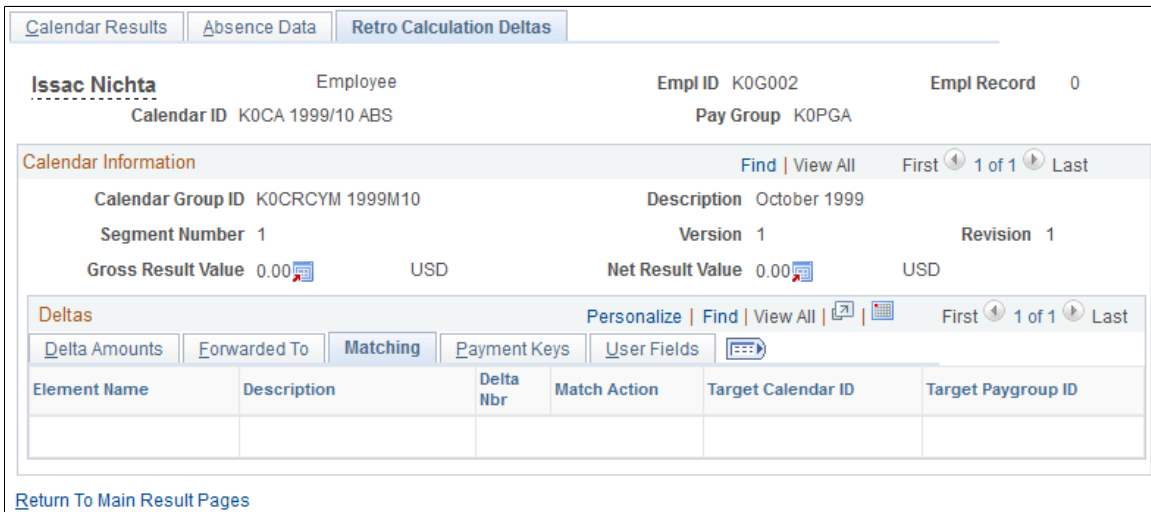 Calendar Results Absence Data Retro Calculation Deltas
Issac Nichta Employee Empl ID K0G002 Empl Record 0
Calendar ID K0CA 1999/10 ABS Pay Group K0PGA
Calendar Information Find | View All First 1 of 1 Last
Calendar Group ID K0CRCYM 1999M10 Description October 1999
Segment Number 1 Version 1 Revision 1
Gross Result Value 0.00 USD Net Result Value 0.00 USD
Deltas Personalize | Find | View All | | First 1 of 1 Last
Delta Amounts Forwarded To Matching Payment Keys User Fields
Element Name Description Delta Nbr Match Action Target Calendar ID Target Paygroup ID
Return To Main Result Pages